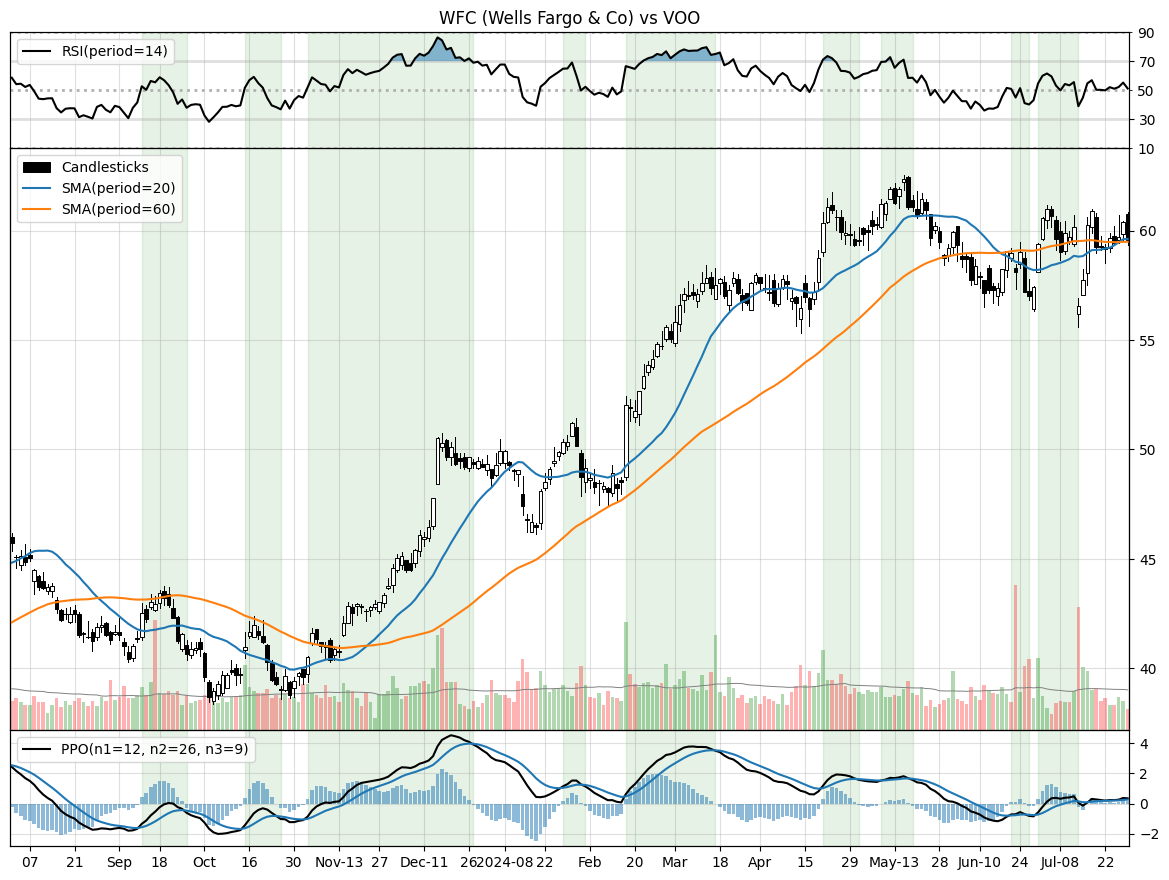 WFC (Wells Fargo & Co) vs VOO
RSI(period=14)
90
70
50
30
10
Candlesticks
SMA(period=20)
SMA(period=60)
60
55
50
45
40
PPO(n1=12, n2=26, n3=9)
4
2
0
−2
07 21 Sep 18 Oct 16 30 Nov-13 27 Dec-11 26 2024-08 22 Feb 20 Mar 18 Apr 15 29 May-13 28 Jun-10 24 Jul-08 22